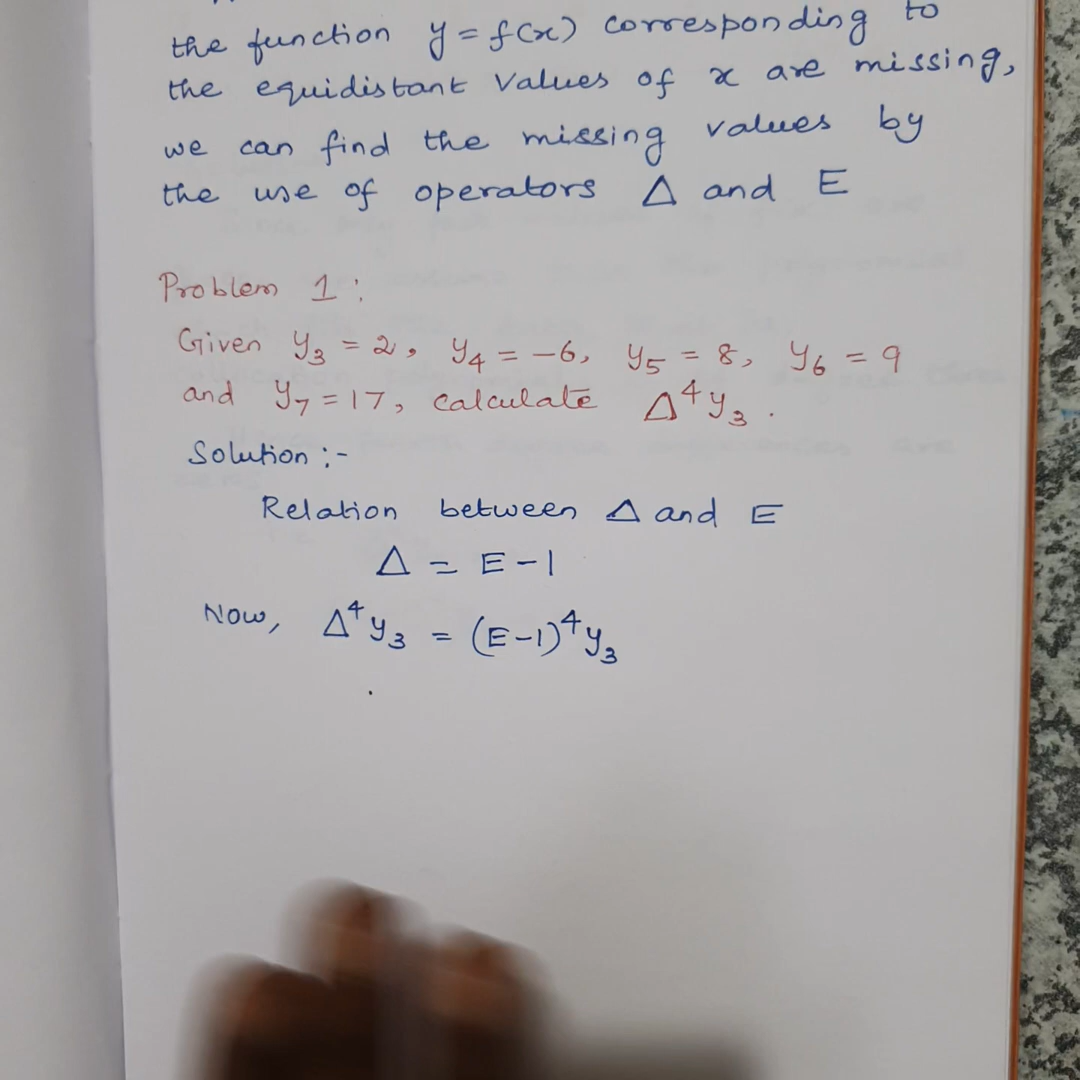 the function y = f(x) corresponding to
the equidistant values of x are missing,
we can find the missing values by
the use of operators Δ and E
Problem 1:
Given y₃ = 2, y₄ = -6, y₅ = 8, y₆ = 9
and y₇ = 17, calculate Δ⁴y₃.
Solution :-
Relation between Δ and E
Δ = E-1
Now, Δ⁴y₃ = (E-1)⁴y₃